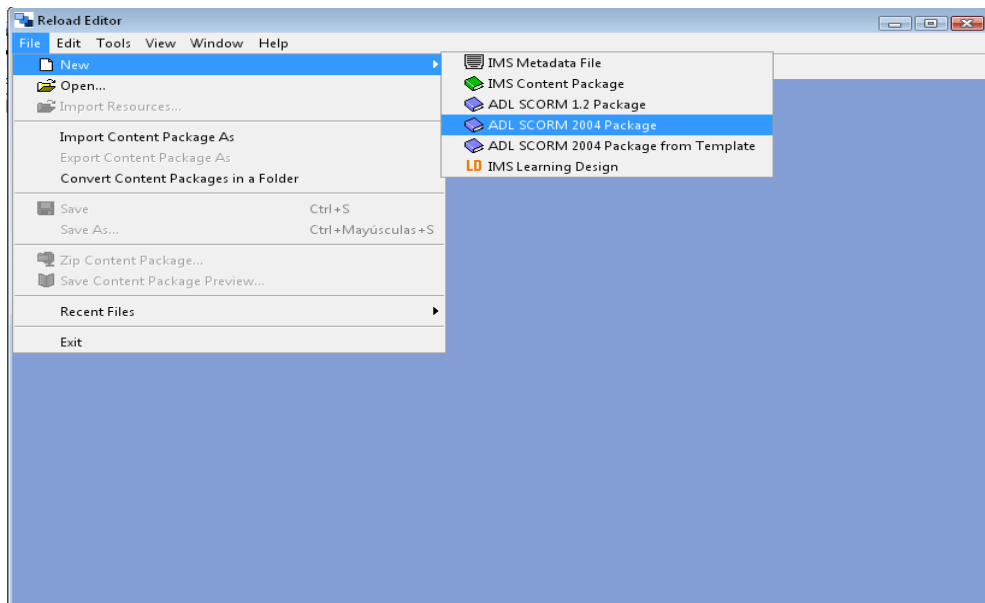 Reload Editor
File Edit Tools View Window Help
New
Open...
Import Resources...
Import Content Package As
Export Content Package As
Convert Content Packages in a Folder
Save Ctrl+S
Save As... Ctrl+Mayúsculas+S
Zip Content Package...
Save Content Package Preview...
Recent Files
Exit
IMS Metadata File
IMS Content Package
ADL SCORM 1.2 Package
ADL SCORM 2004 Package
ADL SCORM 2004 Package from Template
LD IMS Learning Design